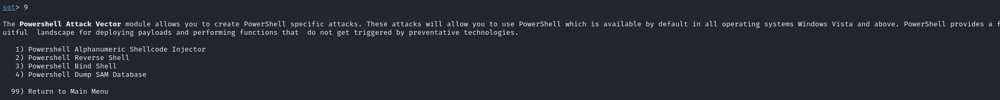 set> 9
The Powershell Attack Vector module allows you to create PowerShell specific attacks. These attacks will allow you to use PowerShell which is available by default in all operating systems Windows Vista and above. PowerShell provides a f
uitful  landscape for deploying payloads and performing functions that  do not get triggered by preventative technologies.
1) Powershell Alphanumeric Shellcode Injector
2) Powershell Reverse Shell
3) Powershell Bind Shell
4) Powershell Dump SAM Database
99) Return to Main Menu